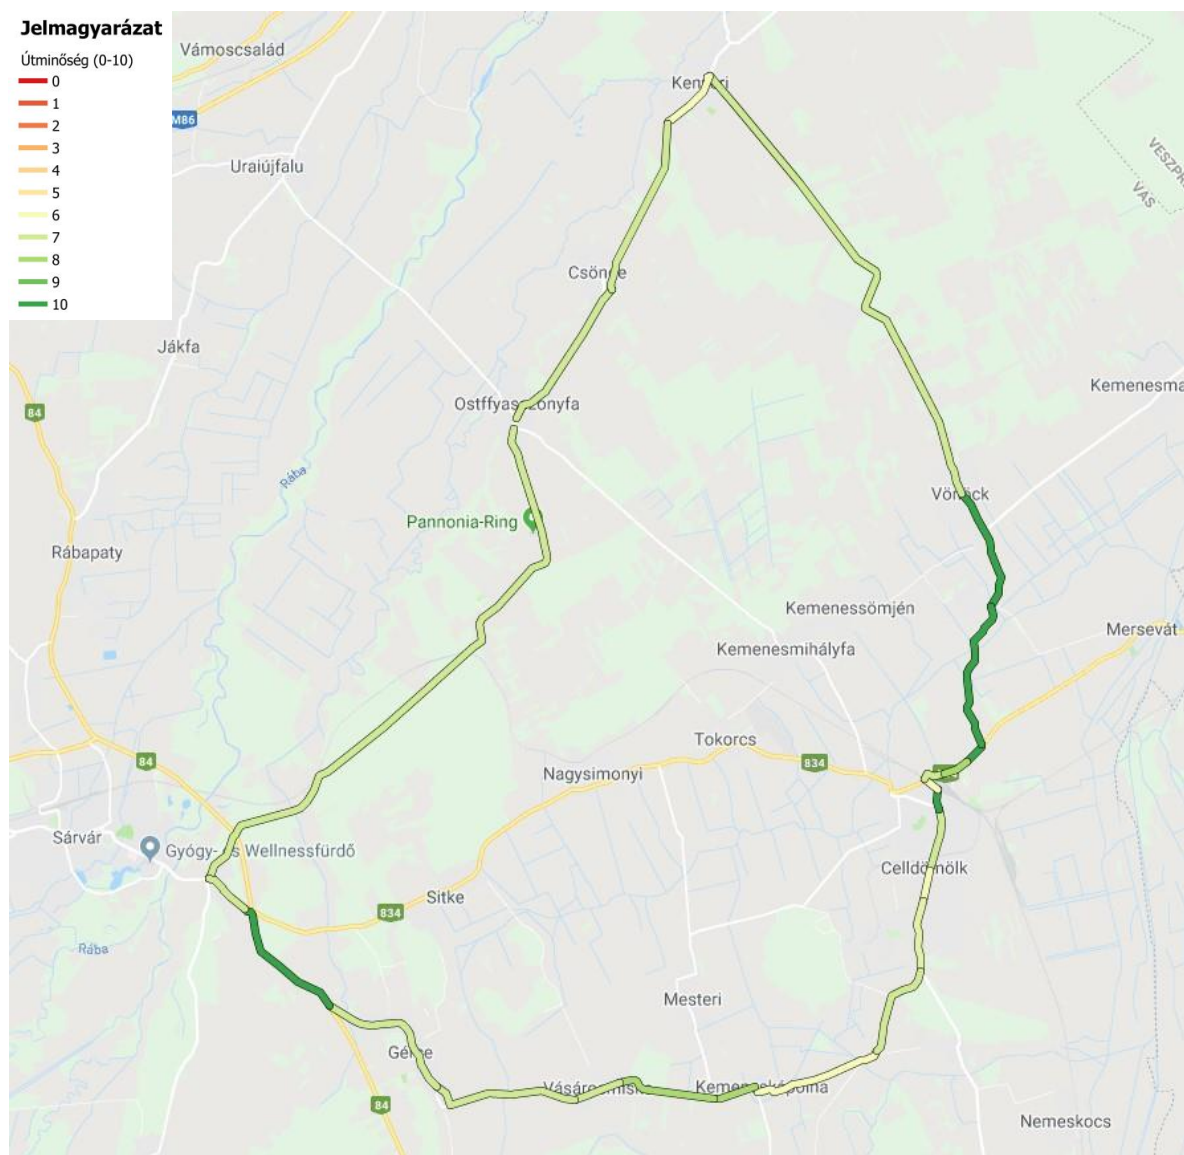 Jelmagyarázat
Útminőség (0-10)
0
1
2
3
4
5
6
7
8
9
10
Vámoscsalád
M86
Uraiújfalu
VESZPR
VAS
Csönge
Jákfa
Kemenesma
84
Ostffyasszonyfa
Rába
Vönöck
Pannonia-Ring
Rábapaty
Kemenessömjén
Mersevát
Kemenesmihályfa
Tokorcs
84
834
Nagysimonyi
Sárvár
Gyógy- és Wellnessfürdő
Celldömölk
Sitke
834
Rába
Mesteri
Gérce
Vásárosmiske
Kemeneskápolna
84
Nemeskocs